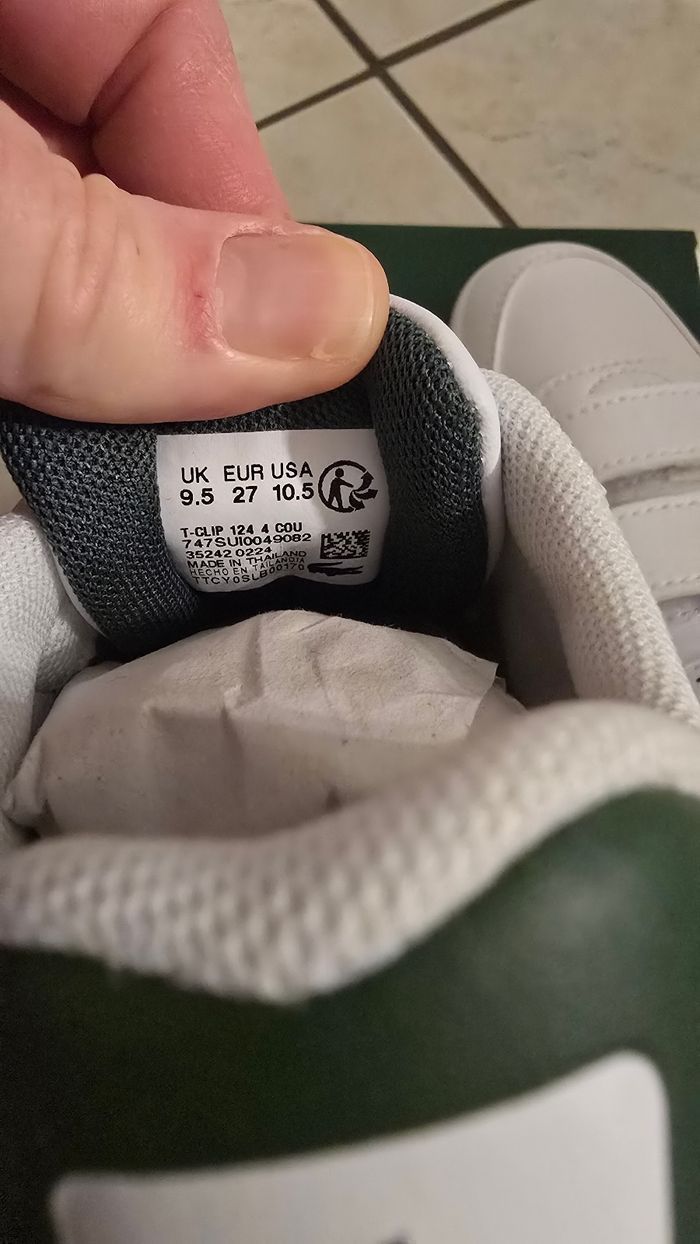 UK EUR USA
9.5 27 10.5
T-CLIP 124 4 COU
747SUI0049082
35242 0224
MADE IN THAILAND
HECHO EN TAILANDIA
TTCY0SLB00170